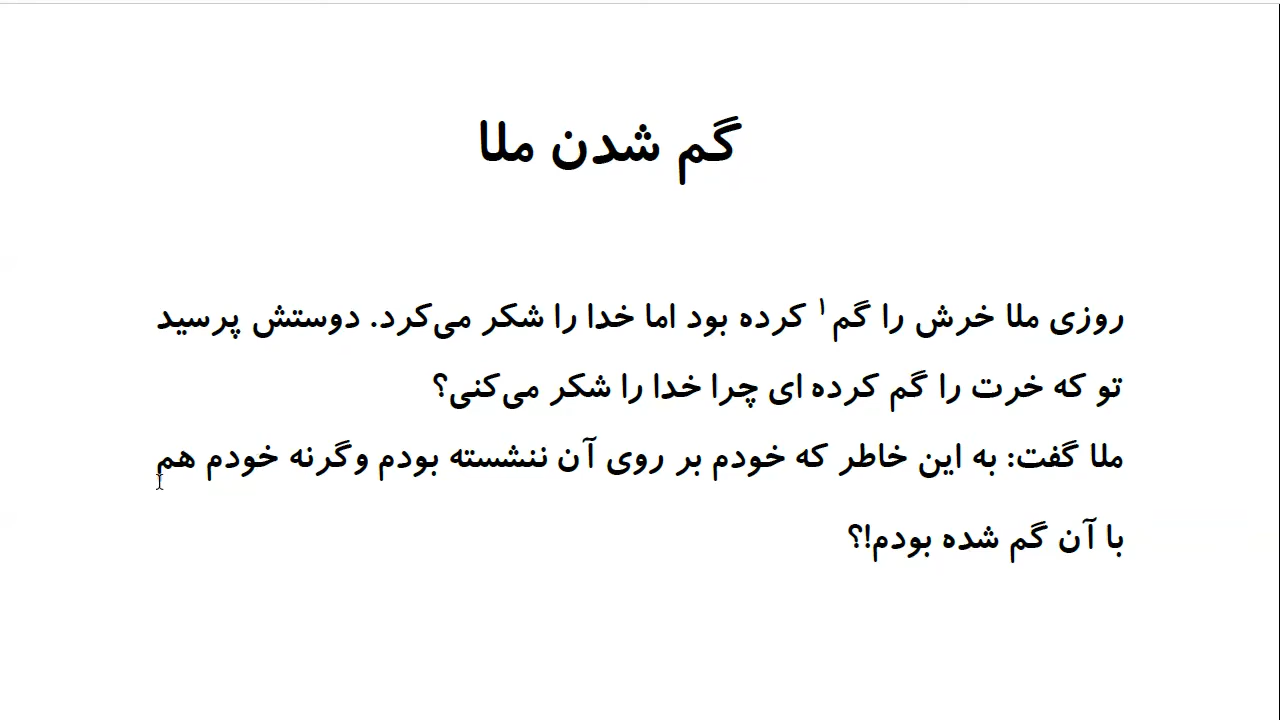 گم شدن ملا
روزی ملا خرش را گم۱ کرده بود اما خدا را شکر می‌کرد. دوستش پرسید
تو که خرت را گم کرده ای چرا خدا را شکر می‌کنی؟
ملا گفت: به این خاطر که خودم بر روی آن ننشسته بودم وگرنه خودم هم
با آن گم شده بودم!؟